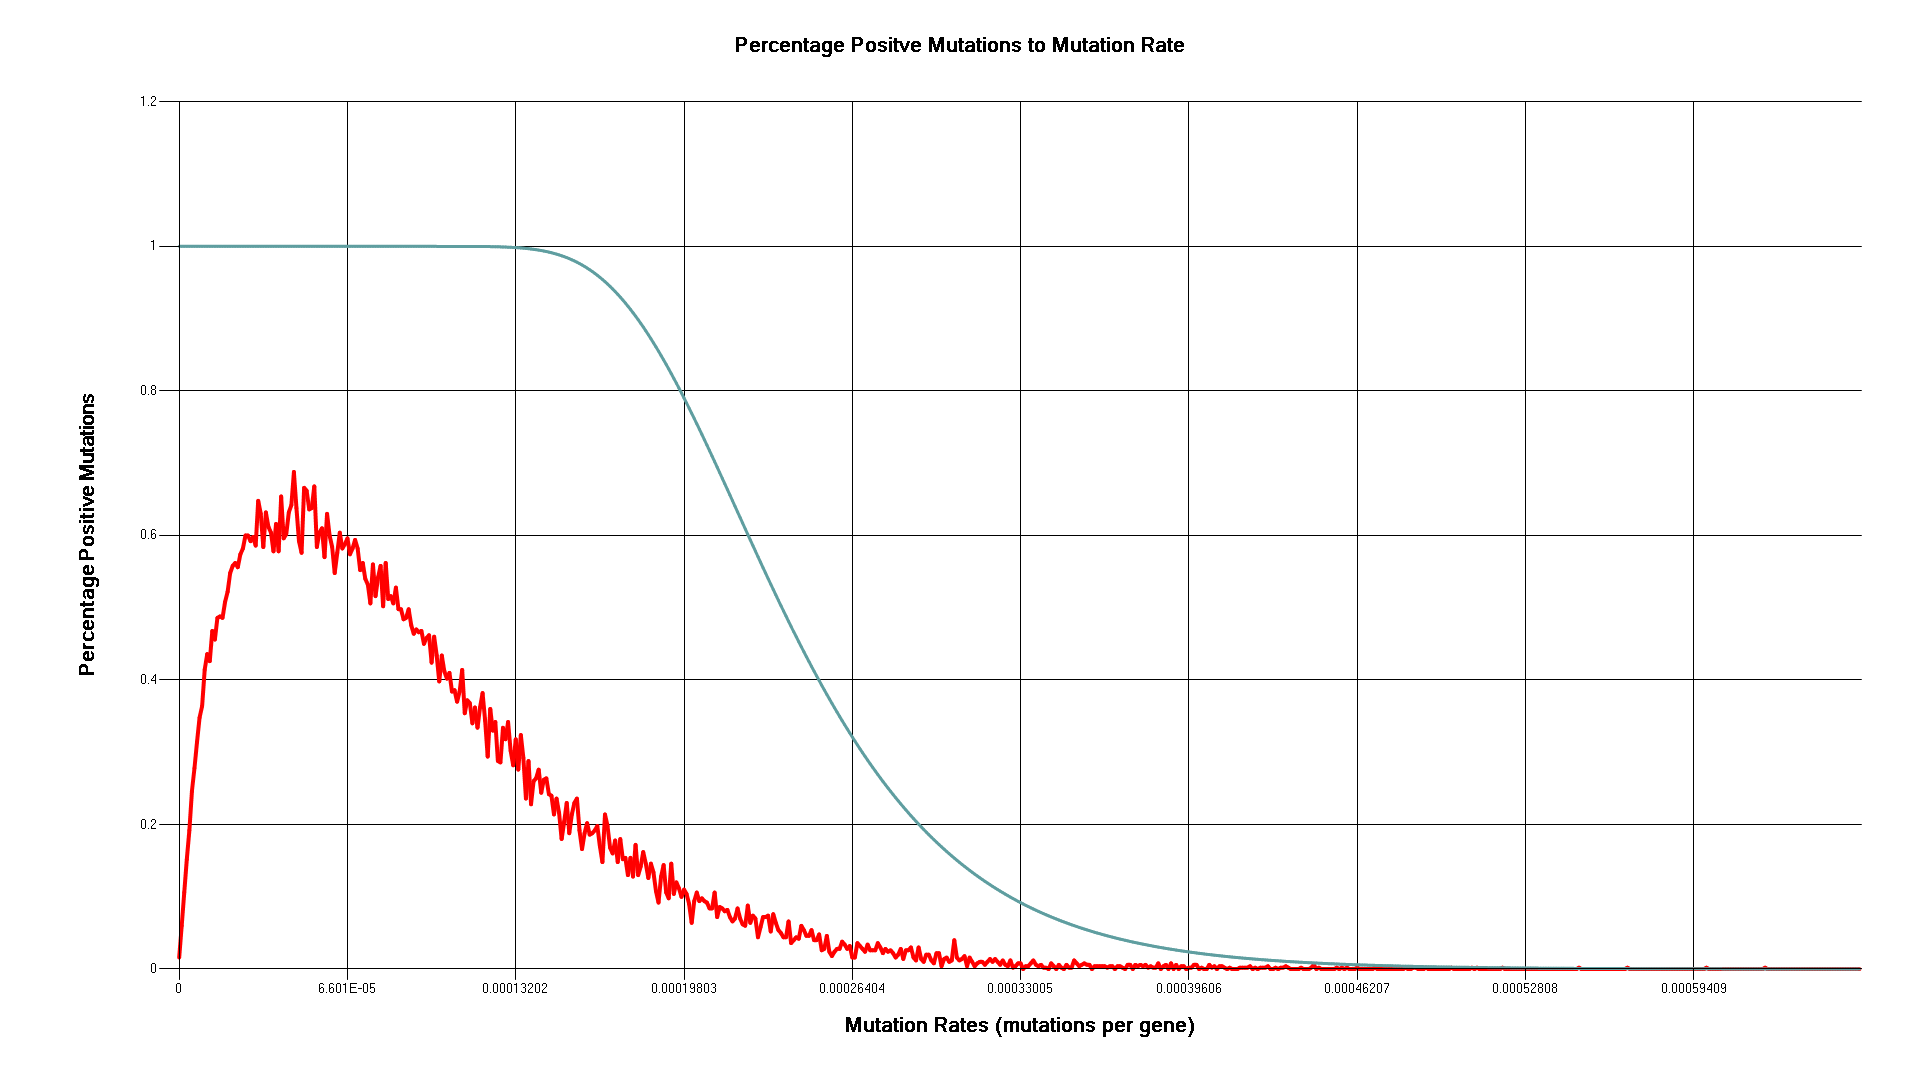 Percentage Positve Mutations to Mutation Rate
1.2
1
0.8
0.6
0.4
0.2
0
Percentage Positive Mutations
0 6.601E-05 0.00013202 0.00019803 0.00026404 0.00033005 0.00039606 0.00046207 0.00052808 0.00059409
Mutation Rates (mutations per gene)